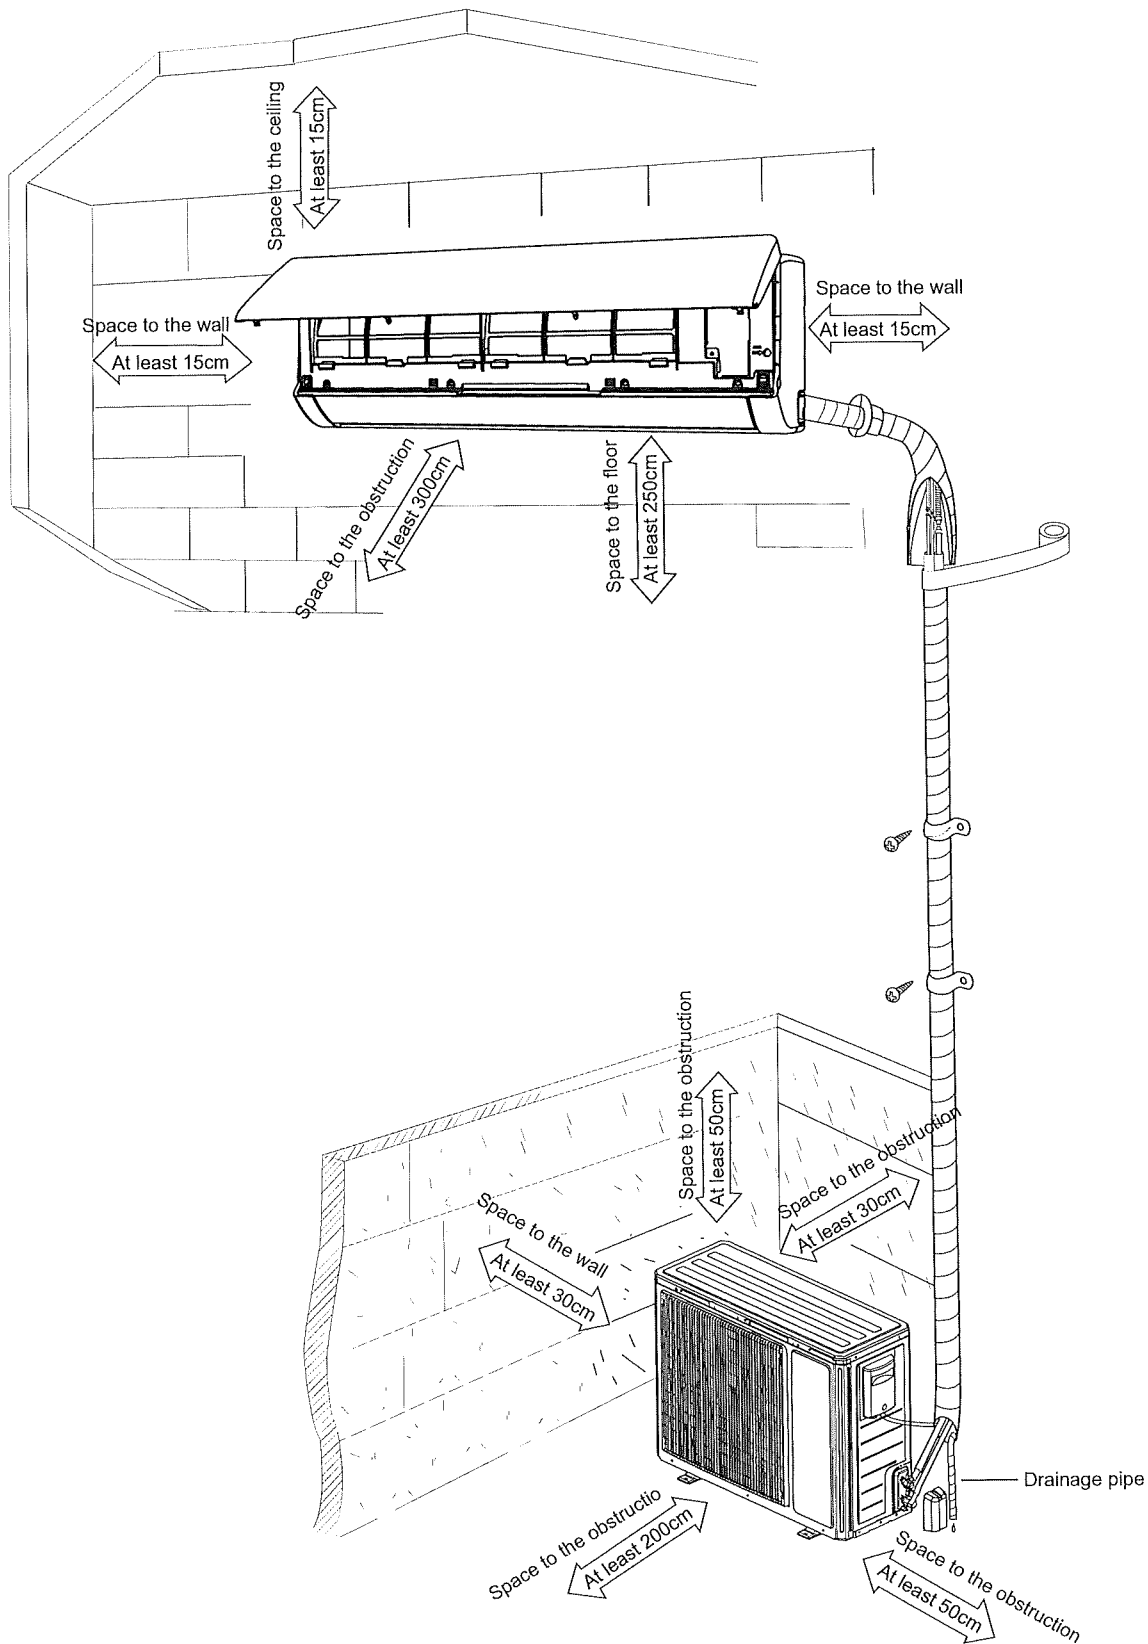 Space to the ceiling
At least 15cm
Space to the wall
At least 15cm
Space to the wall
At least 15cm
Space to the obstruction
At least 300cm
Space to the floor
At least 250cm
Space to the obstruction
At least 50cm
Space to the obstruction
At least 30cm
Space to the wall
At least 30cm
Drainage pipe
Space to the obstructio
At least 200cm
Space to the obstruction
At least 50cm